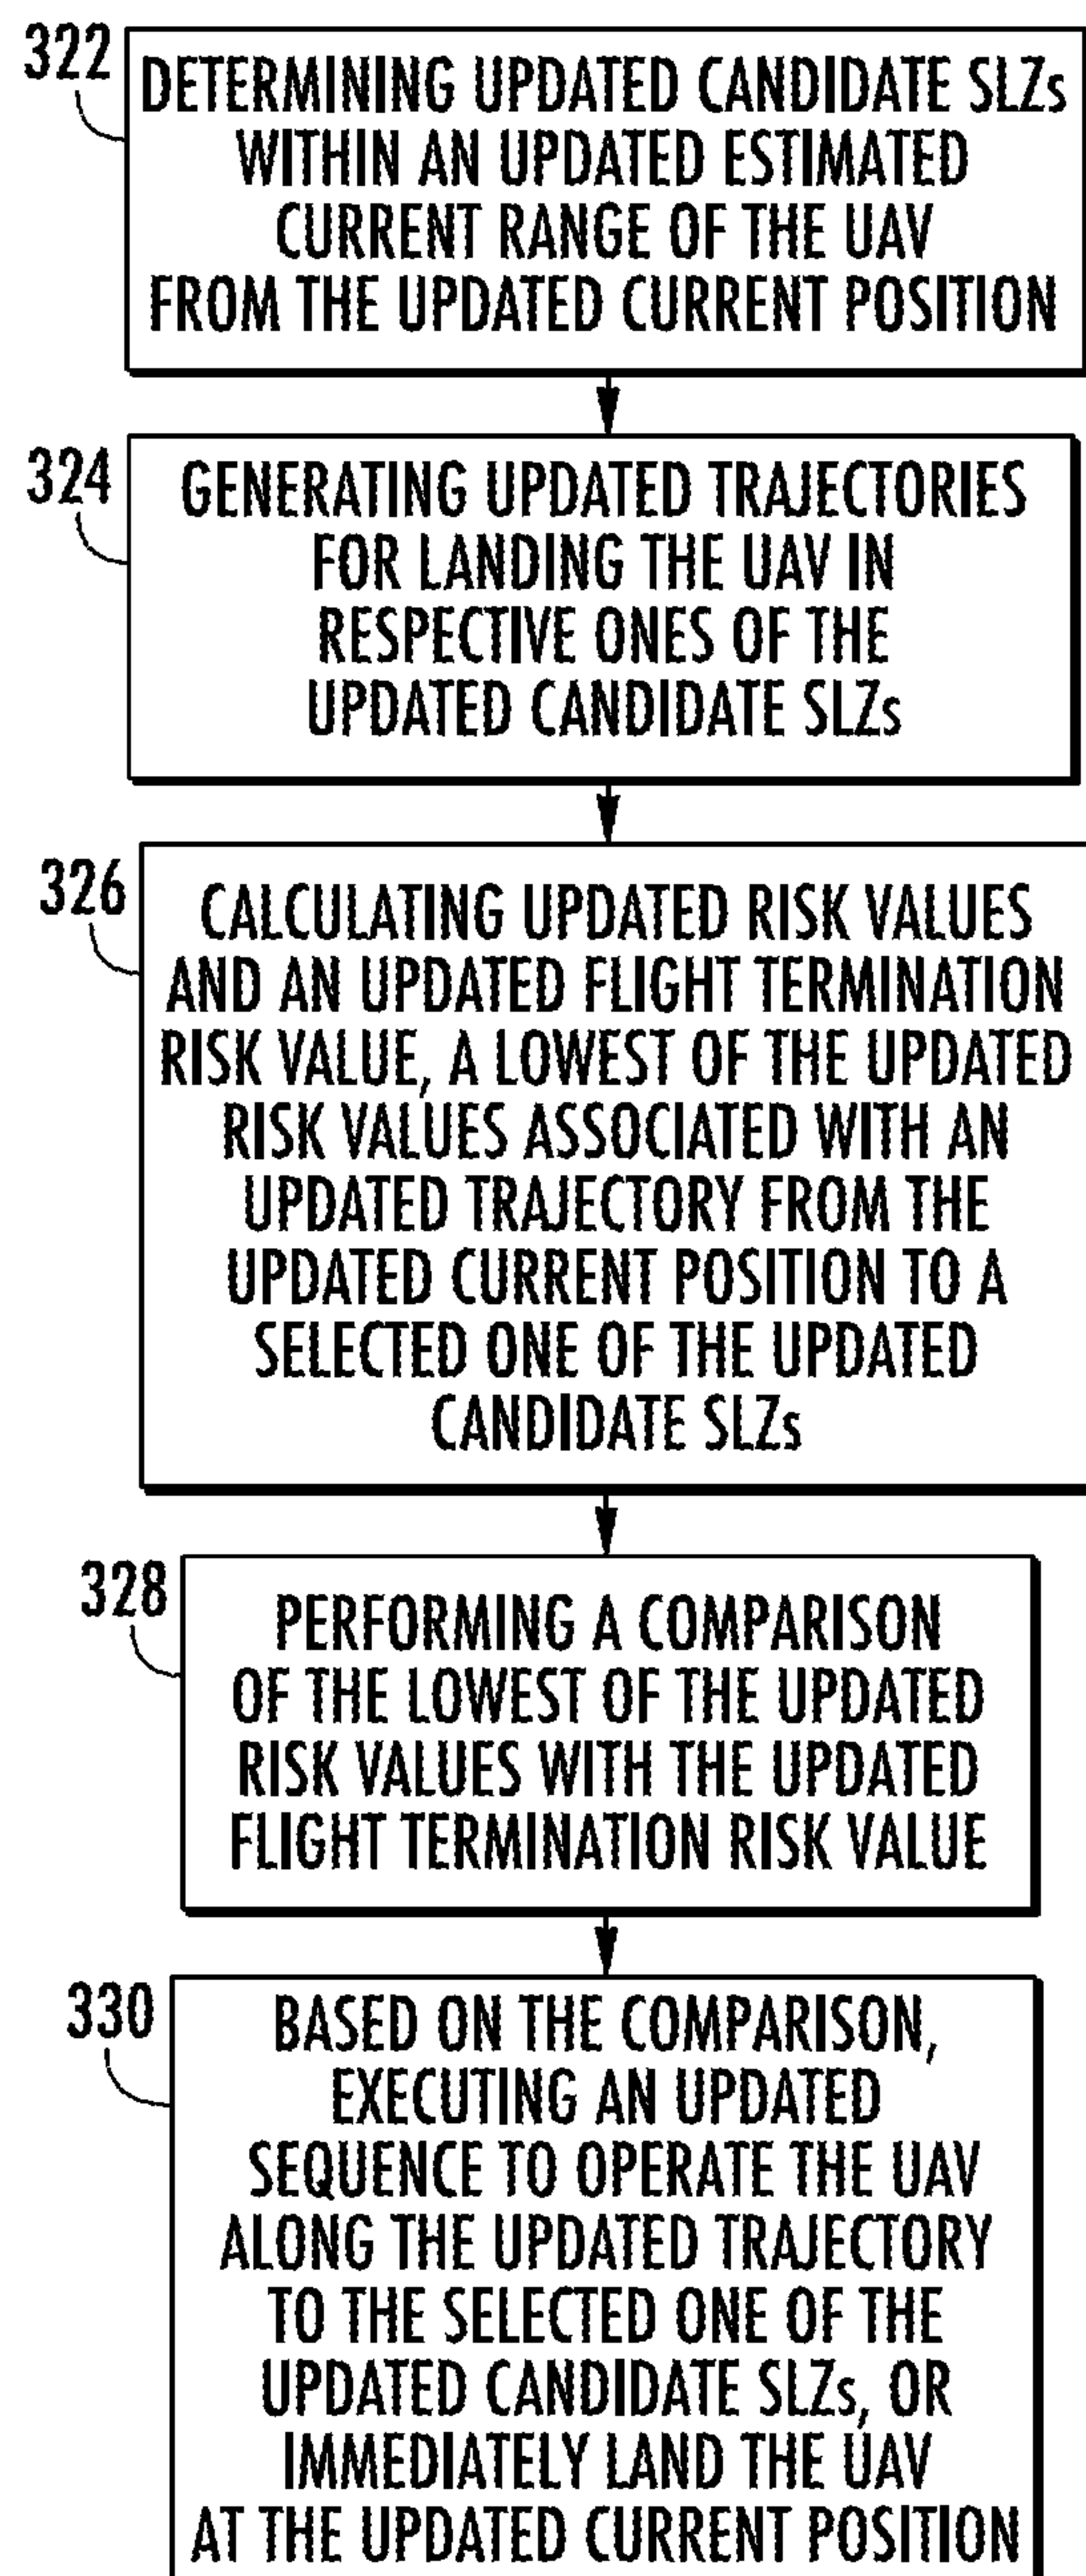 322
DETERMINING UPDATED CANDIDATE SLZs
WITHIN AN UPDATED ESTIMATED
CURRENT RANGE OF THE UAV
FROM THE UPDATED CURRENT POSITION
324
GENERATING UPDATED TRAJECTORIES
FOR LANDING THE UAV IN
RESPECTIVE ONES OF THE
UPDATED CANDIDATE SLZs
326
CALCULATING UPDATED RISK VALUES
AND AN UPDATED FLIGHT TERMINATION
RISK VALUE, A LOWEST OF THE UPDATED
RISK VALUES ASSOCIATED WITH AN
UPDATED TRAJECTORY FROM THE
UPDATED CURRENT POSITION TO A
SELECTED ONE OF THE UPDATED
CANDIDATE SLZs
328
PERFORMING A COMPARISON
OF THE LOWEST OF THE UPDATED
RISK VALUES WITH THE UPDATED
FLIGHT TERMINATION RISK VALUE
330
BASED ON THE COMPARISON,
EXECUTING AN UPDATED
SEQUENCE TO OPERATE THE UAV
ALONG THE UPDATED TRAJECTORY
TO THE SELECTED ONE OF THE
UPDATED CANDIDATE SLZs, OR
IMMEDIATELY LAND THE UAV
AT THE UPDATED CURRENT POSITION